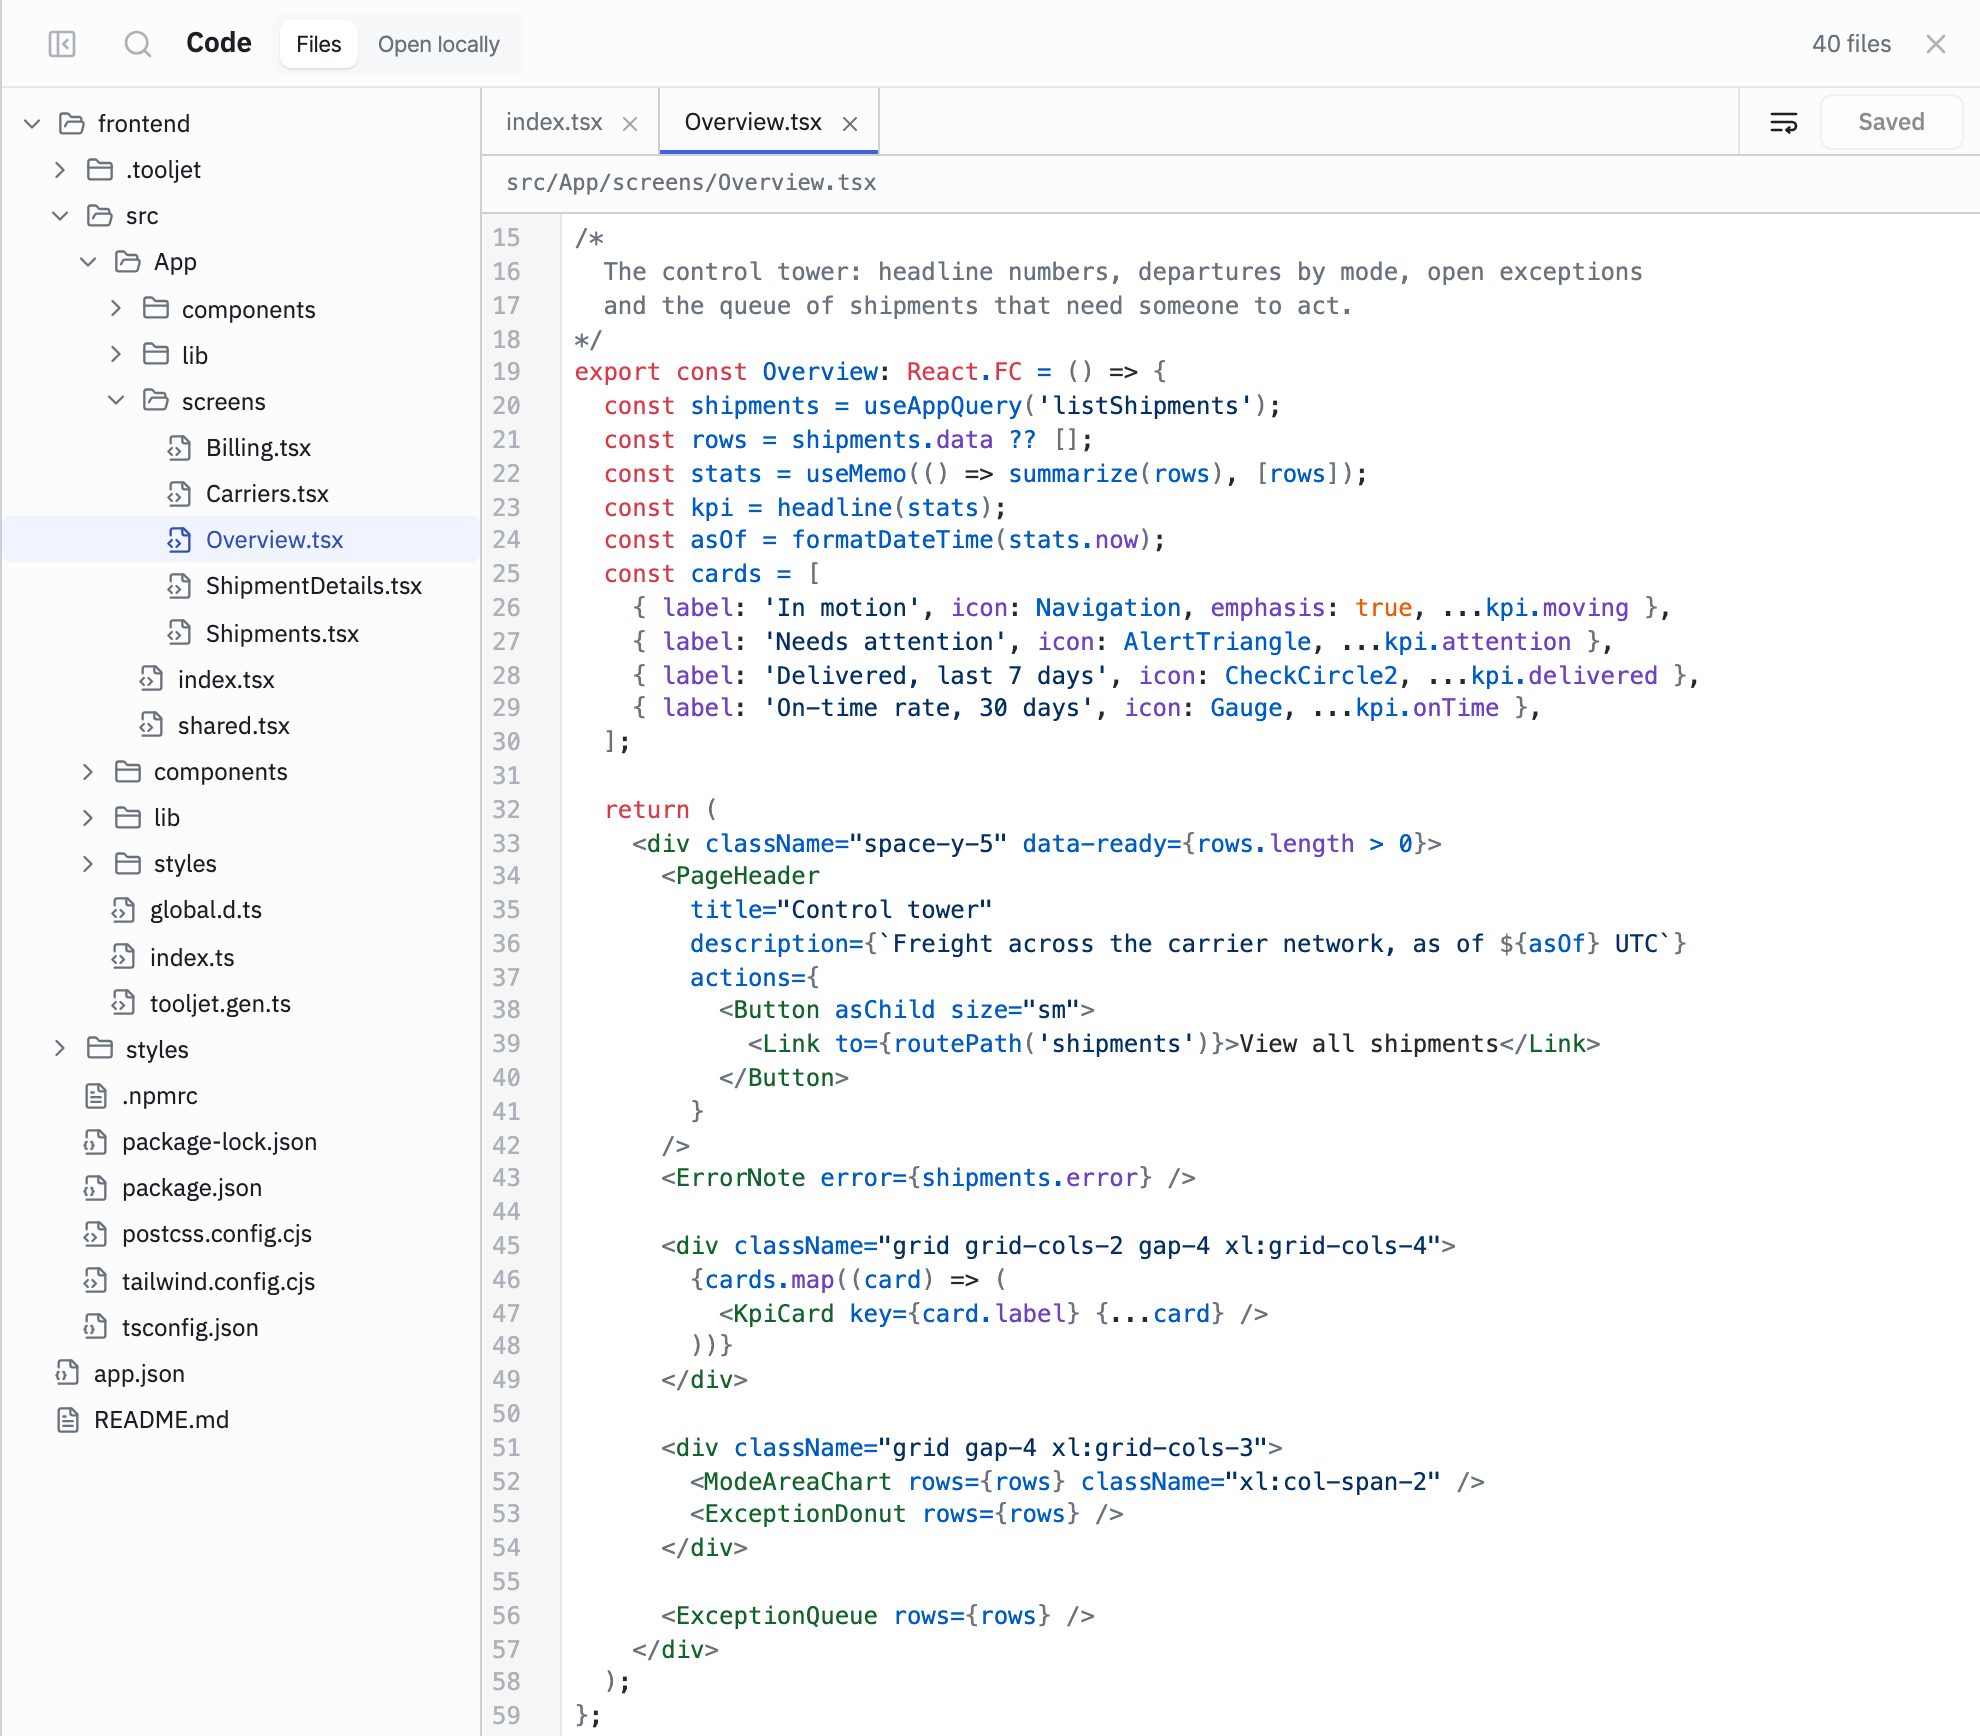 Code
Files
Open locally
40 files
frontend
.tooljet
src
App
components
lib
screens
Billing.tsx
Carriers.tsx
Overview.tsx
ShipmentDetails.tsx
Shipments.tsx
index.tsx
shared.tsx
components
lib
styles
global.d.ts
index.ts
tooljet.gen.ts
styles
.npmrc
package-lock.json
package.json
postcss.config.cjs
tailwind.config.cjs
tsconfig.json
app.json
README.md
index.tsx
Overview.tsx
Saved
src/App/screens/Overview.tsx
15 /*
16   The control tower: headline numbers, departures by mode, open exceptions
17   and the queue of shipments that need someone to act.
18 */
19 export const Overview: React.FC = () => {
20   const shipments = useAppQuery('listShipments');
21   const rows = shipments.data ?? [];
22   const stats = useMemo(() => summarize(rows), [rows]);
23   const kpi = headline(stats);
24   const asOf = formatDateTime(stats.now);
25   const cards = [
26     { label: 'In motion', icon: Navigation, emphasis: true, ...kpi.moving },
27     { label: 'Needs attention', icon: AlertTriangle, ...kpi.attention },
28     { label: 'Delivered, last 7 days', icon: CheckCircle2, ...kpi.delivered },
29     { label: 'On-time rate, 30 days', icon: Gauge, ...kpi.onTime },
30   ];
31
32   return (
33     <div className="space-y-5" data-ready={rows.length > 0}>
34       <PageHeader
35         title="Control tower"
36         description={`Freight across the carrier network, as of ${asOf} UTC`}
37         actions={
38           <Button asChild size="sm">
39             <Link to={routePath('shipments')}>View all shipments</Link>
40           </Button>
41         }
42       />
43       <ErrorNote error={shipments.error} />
44
45       <div className="grid grid-cols-2 gap-4 xl:grid-cols-4">
46         {cards.map((card) => (
47           <KpiCard key={card.label} {...card} />
48         ))}
49       </div>
50
51       <div className="grid gap-4 xl:grid-cols-3">
52         <ModeAreaChart rows={rows} className="xl:col-span-2" />
53         <ExceptionDonut rows={rows} />
54       </div>
55
56       <ExceptionQueue rows={rows} />
57     </div>
58   );
59 };